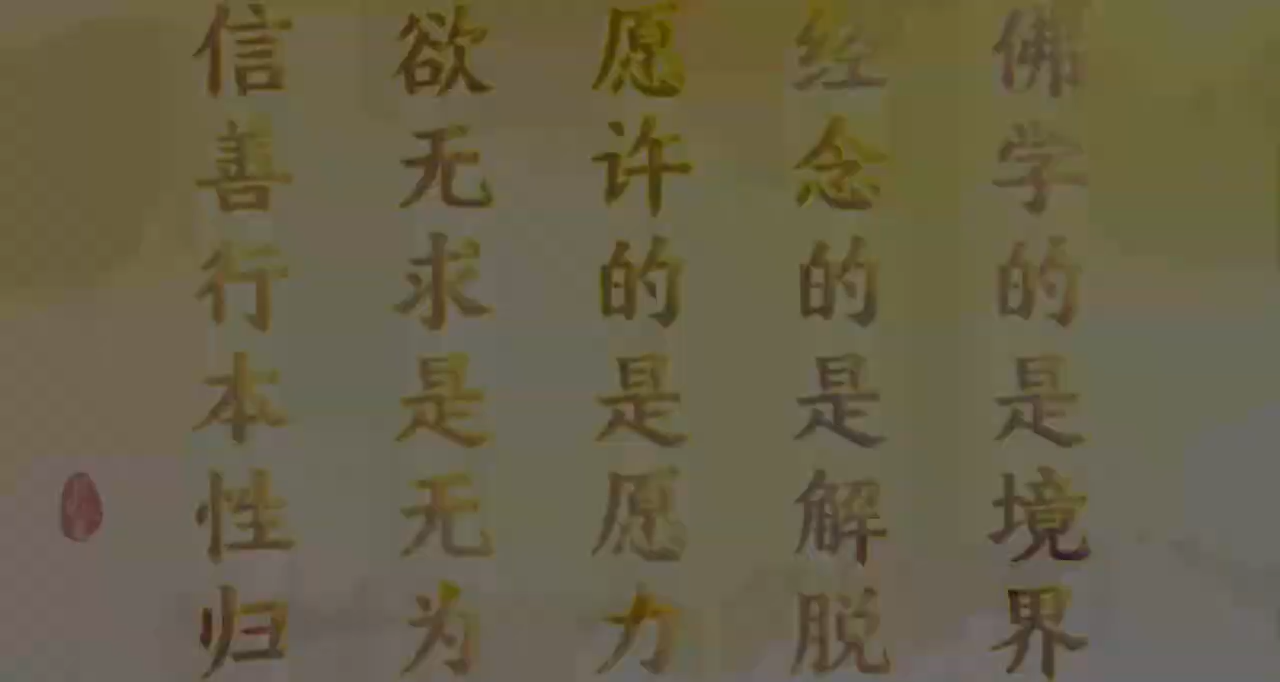 佛学的是境界
经念的是解脱
愿许的是愿力
欲无求是无为
信善行本性归